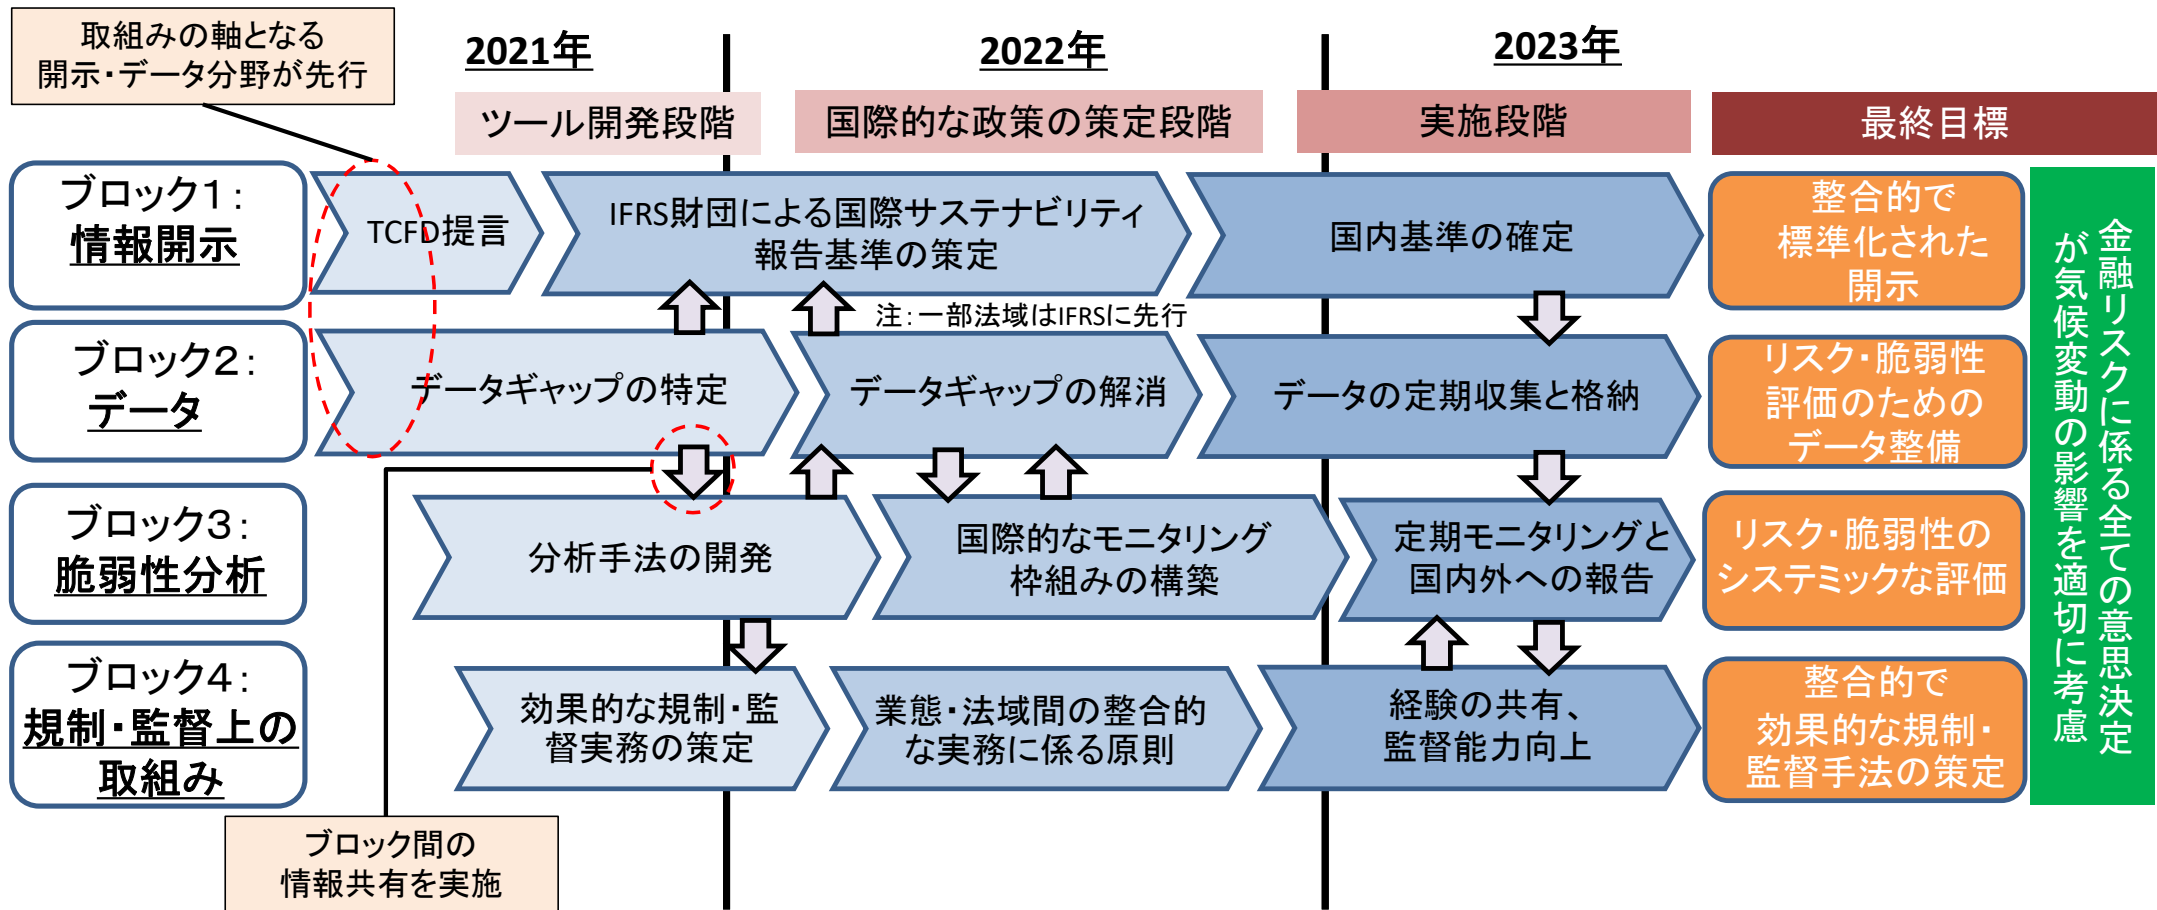 取組みの軸となる
開示・データ分野が先行
2021年
2022年
2023年
ツール開発段階
国際的な政策の策定段階
実施段階
最終目標
ブロック1：
情報開示
TCFD提言
IFRS財団による国際サステナビリティ
報告基準の策定
国内基準の確定
整合的で
標準化された
開示
注：一部法域はIFRSに先行
ブロック2：
データ
データギャップの特定
データギャップの解消
データの定期収集と格納
リスク・脆弱性
評価のための
データ整備
ブロック3：
脆弱性分析
分析手法の開発
国際的なモニタリング
枠組みの構築
定期モニタリングと
国内外への報告
リスク・脆弱性の
システミックな評価
ブロック4：
規制・監督上の
取組み
効果的な規制・監
督実務の策定
業態・法域間の整合的
な実務に係る原則
経験の共有、
監督能力向上
整合的で
効果的な規制・
監督手法の策定
金融リスクに係る全ての意思決定
が気候変動の影響を適切に考慮
ブロック間の
情報共有を実施